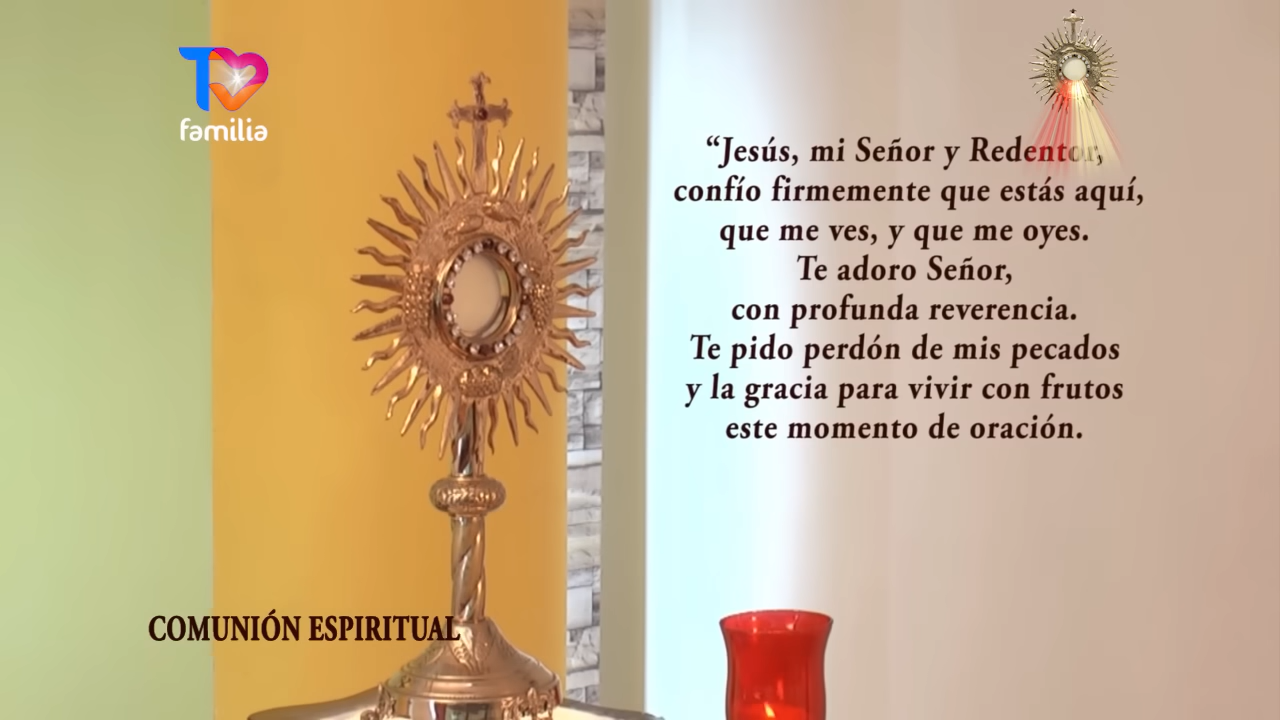 familia
“Jesús, mi Señor y Redentor,
confío firmemente que estás aquí,
que me ves, y que me oyes.
Te adoro Señor,
con profunda reverencia.
Te pido perdón de mis pecados
y la gracia para vivir con frutos
este momento de oración.
COMUNIÓN ESPIRITUAL